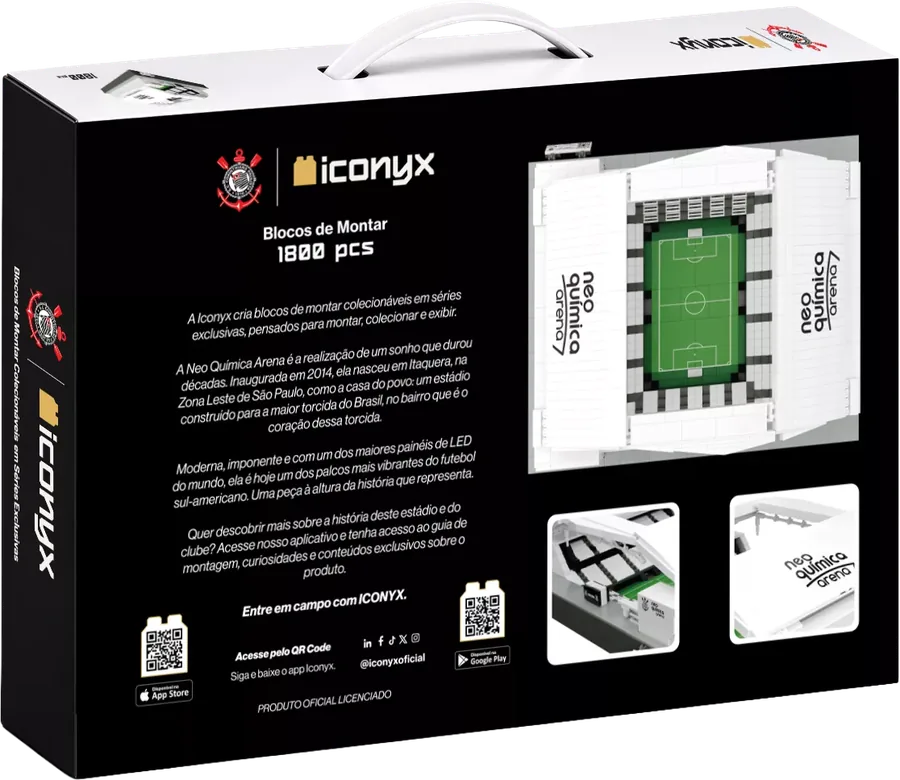 1800 pcs
iconyx
iconyx
Blocos de Montar
1800 pcs
A Iconyx cria blocos de montar colecionáveis em séries
exclusivas, pensados para montar, colecionar e exibir.
A Neo Química Arena é a realização de um sonho que durou
décadas. Inaugurada em 2014, ela nasceu em Itaquera, na
Zona Leste de São Paulo, como a casa do povo: um estádio
construído para a maior torcida do Brasil, no bairro que é o
coração dessa torcida.
Moderna, imponente e com um dos maiores painéis de LED
do mundo, ela é hoje um dos palcos mais vibrantes do futebol
sul-americano. Uma peça à altura da história que representa.
Quer descobrir mais sobre a história deste estádio e do
clube? Acesse nosso aplicativo e tenha acesso ao guia de
montagem, curiosidades e conteúdos exclusivos sobre o
produto.
Entre em campo com ICONYX.
Acesse pelo QR Code
Siga e baixe o app Iconyx.
@iconyxoficial
Disponível na
App Store
Disponível no
Google Play
PRODUTO OFICIAL LICENCIADO
neo
química
arena
neo
química
arena
neo
química
arena
iconyx
Blocos de Montar Colecionáveis em Séries Exclusivas